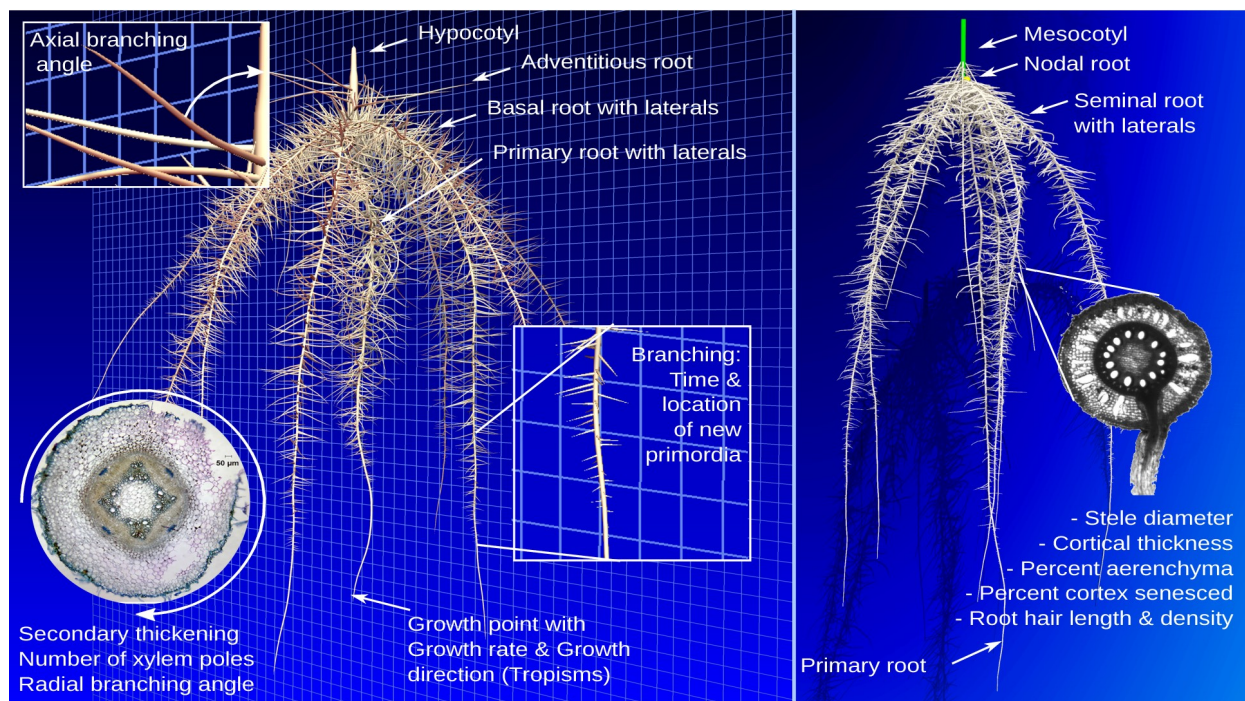 Axial branching
angle
Hypocotyl
Adventitious root
Basal root with laterals
Primary root with laterals
Branching:
Time &
location
of new
primordia
50 µm
Secondary thickening
Number of xylem poles
Radial branching angle
Growth point with
Growth rate & Growth
direction (Tropisms)
Mesocotyl
Nodal root
Seminal root
with laterals
- Stele diameter
- Cortical thickness
- Percent aerenchyma
- Percent cortex senesced
- Root hair length & density
Primary root